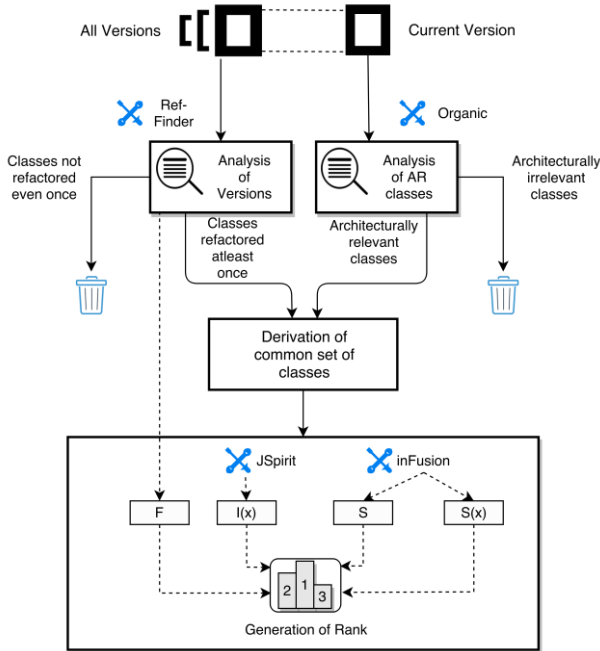 All Versions
Current Version
Ref-
Finder
Organic
Classes not
refactored
even once
Analysis
of
Versions
Analysis
of AR
classes
Architecturally
irrelevant
classes
Classes
refactored
atleast
once
Architecturally
relevant
classes
Derivation of
common set of
classes
JSpirit
inFusion
F
I(x)
S
S(x)
2
1
3
Generation of Rank